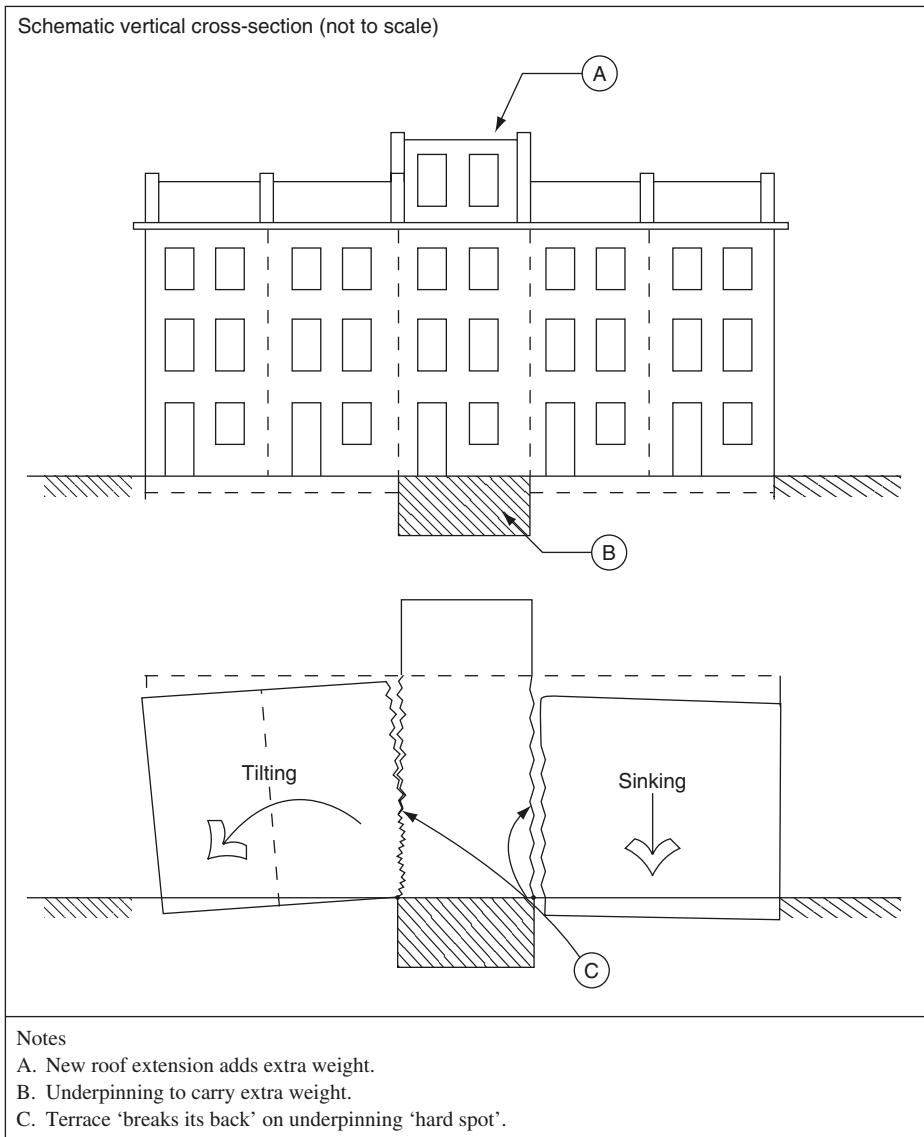 Schematic vertical cross-section (not to scale)
A
B
Tilting
Sinking
C
Notes
A. New roof extension adds extra weight.
B. Underpinning to carry extra weight.
C. Terrace ‘breaks its back’ on underpinning ‘hard spot’.